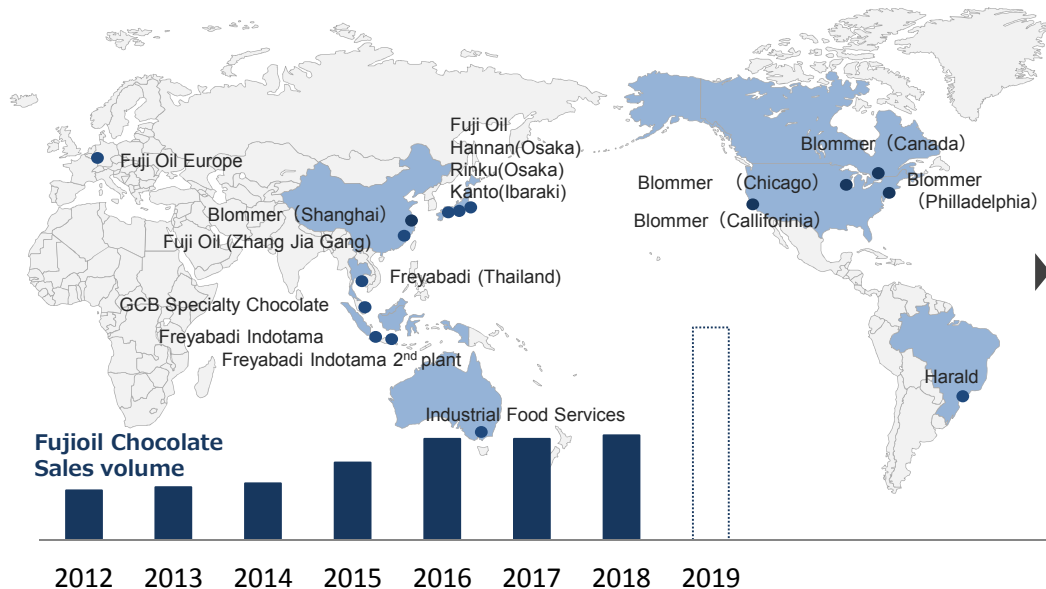 Fuji Oil Europe
Fuji Oil
Hannan(Osaka)
Rinku(Osaka)
Kanto(Ibaraki)
Blommer（Shanghai）
Fuji Oil (Zhang Jia Gang)
Freyabadi (Thailand)
GCB Specialty Chocolate
Freyabadi Indotama
Freyabadi Indotama 2nd plant
Industrial Food Services
Blommer（Canada）
Blommer （Chicago）
Blommer
（Philladelphia）
Blommer（Califorinia）
Harald
Fujioil Chocolate
Sales volume
2012 2013 2014 2015 2016 2017 2018 2019